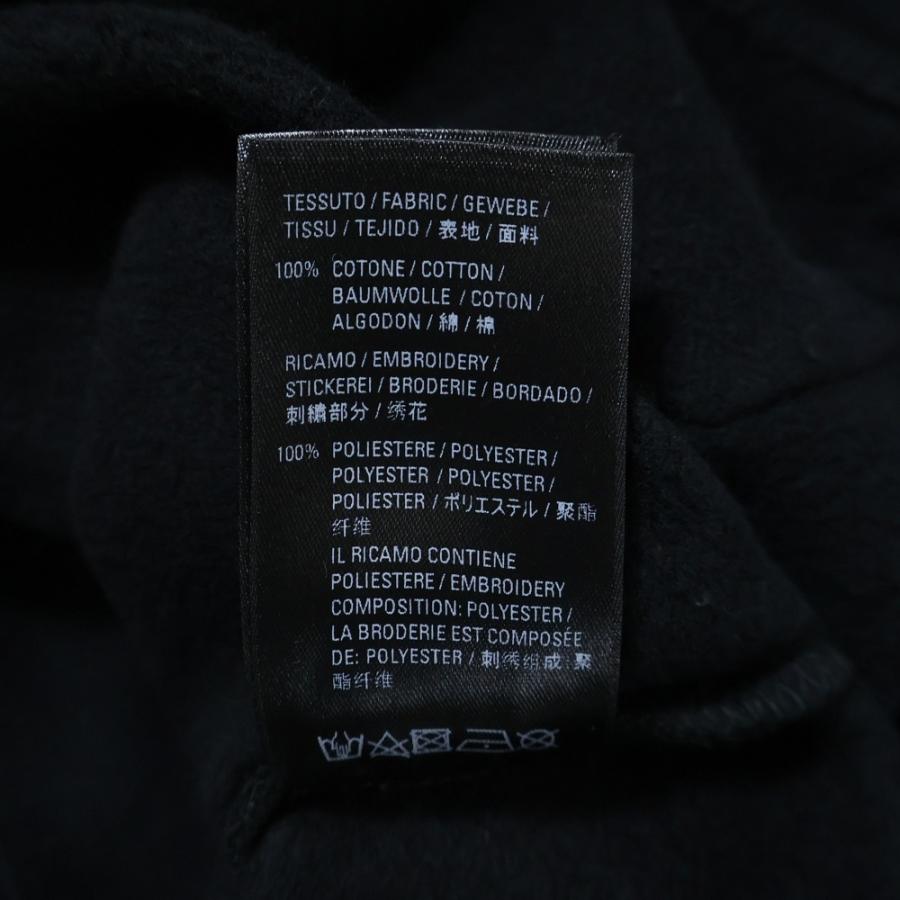 TESSUTO / FABRIC / GEWEBE /
TISSU / TEJIDO / 表地 / 面料
100% COTONE / COTTON /
BAUMWOLLE / COTON /
ALGODON / 綿 / 棉
RICAMO / EMBROIDERY /
STICKEREI / BRODERIE / BORDADO /
刺繍部分 / 绣花
100% POLIESTERE / POLYESTER /
POLYESTER / POLYESTER /
POLIESTER / ポリエステル / 聚酯
纤维
IL RICAMO CONTIENE
POLIESTERE / EMBROIDERY
COMPOSITION: POLYESTER /
LA BRODERIE EST COMPOSÉE
DE: POLYESTER / 刺绣组成: 聚
酯纤维